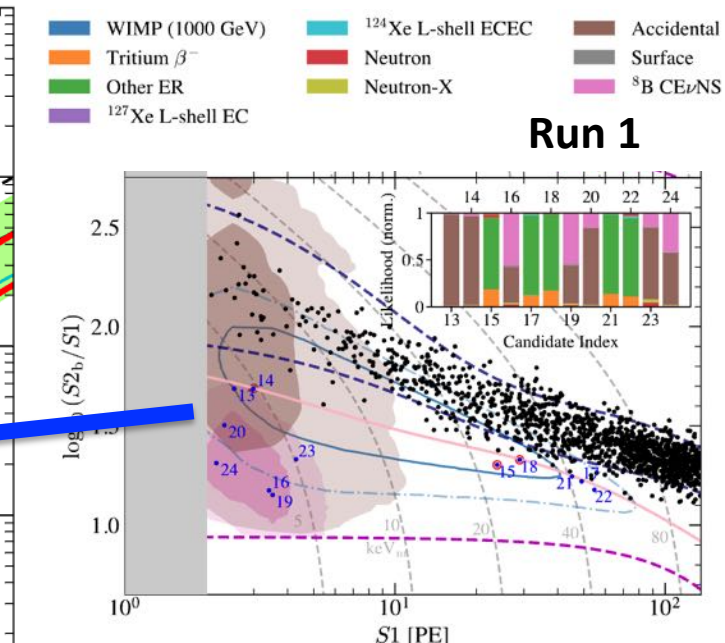 WIMP (1000 GeV)
Tritium β⁻
Other ER
¹²⁷Xe L-shell EC
¹²⁴Xe L-shell ECEC
Neutron
Neutron-X
Accidental
Surface
⁸B CEνNS
Run 1
14 16 18 20 22 24
Likelihood (norm.)
1
0.5
0
13 15 17 19 21 23
Candidate Index
(S2b/S1)
2.5
2.0
1.0
14
13
20
23
24
16
19
15
18
21
17
22
5
10
20
40
80
keVnr
10⁰
10¹
10²
S1 [PE]